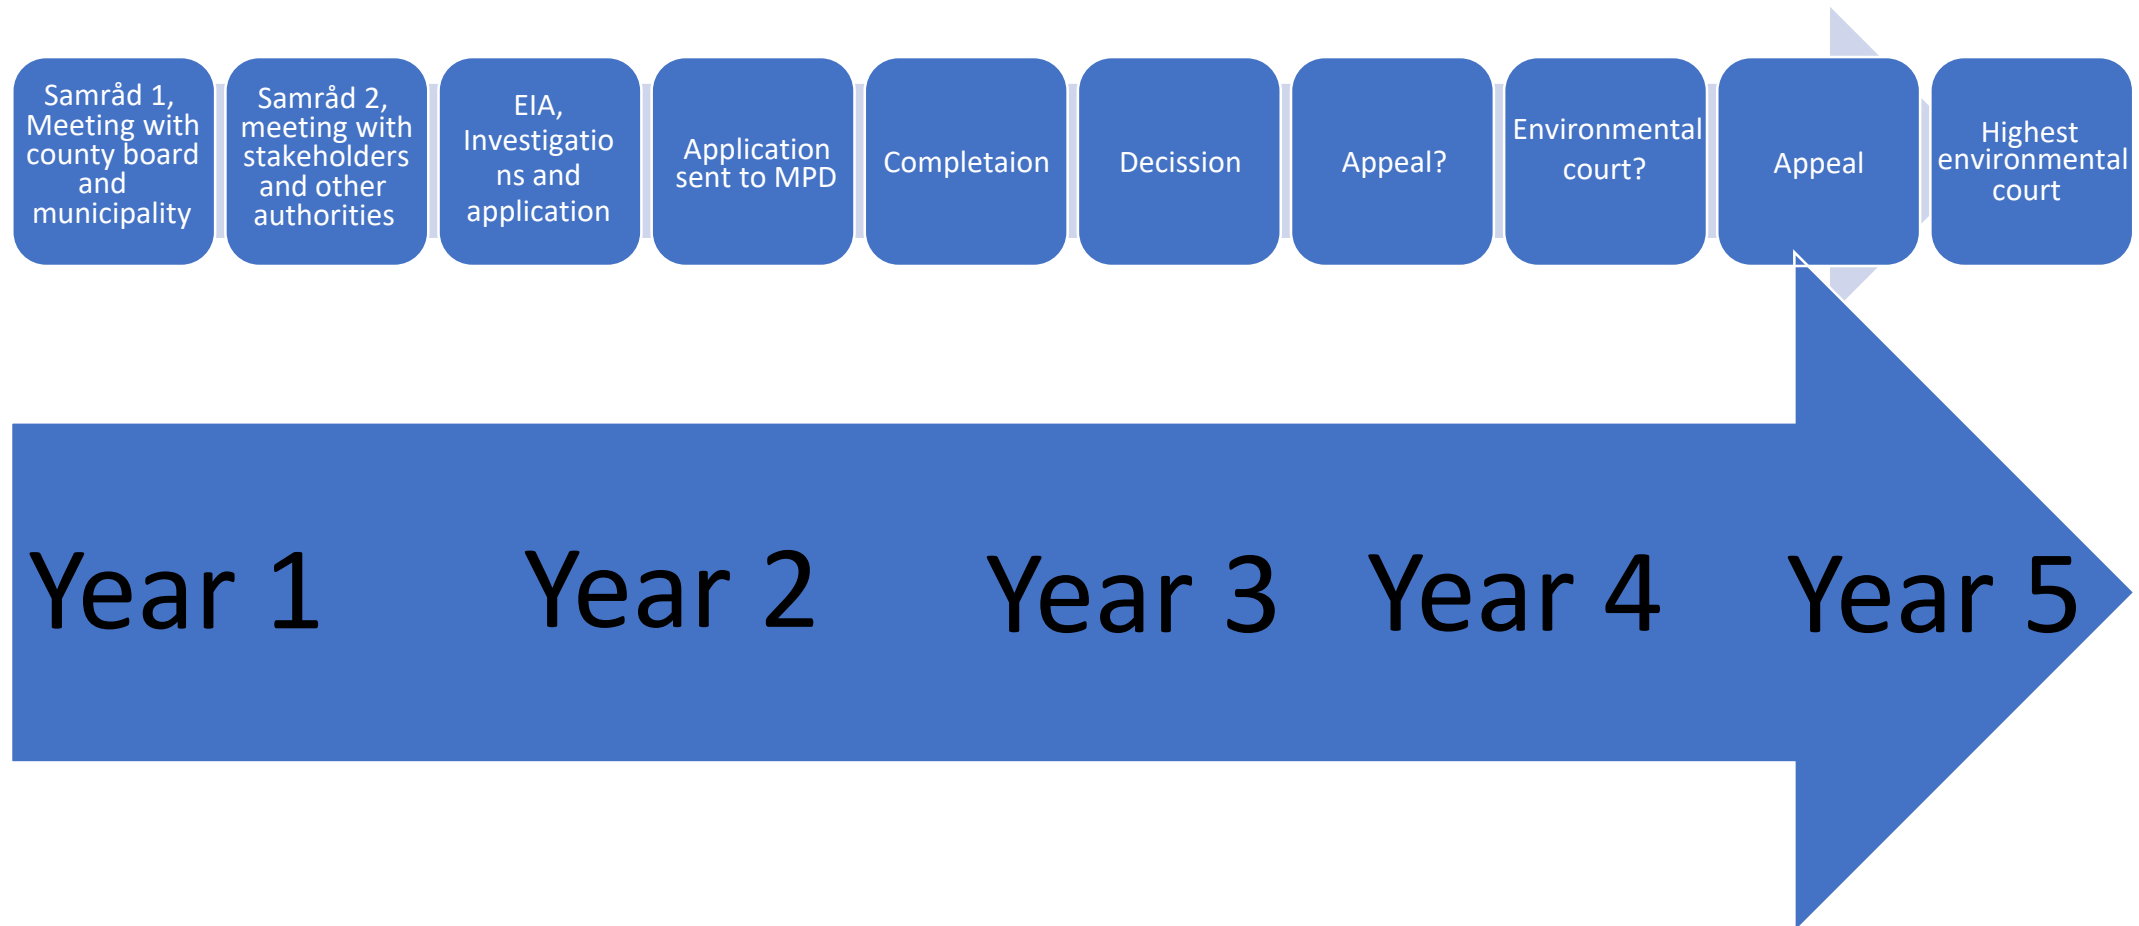 Samråd 1,
Meeting with
county board
and
municipality
Samråd 2,
meeting with
stakeholders
and other
authorities
EIA,
Investigatio
ns and
application
Application
sent to MPD
Completaion
Decission
Appeal?
Environmental
court?
Appeal
Highest
environmental
court
Year 1
Year 2
Year 3
Year 4
Year 5